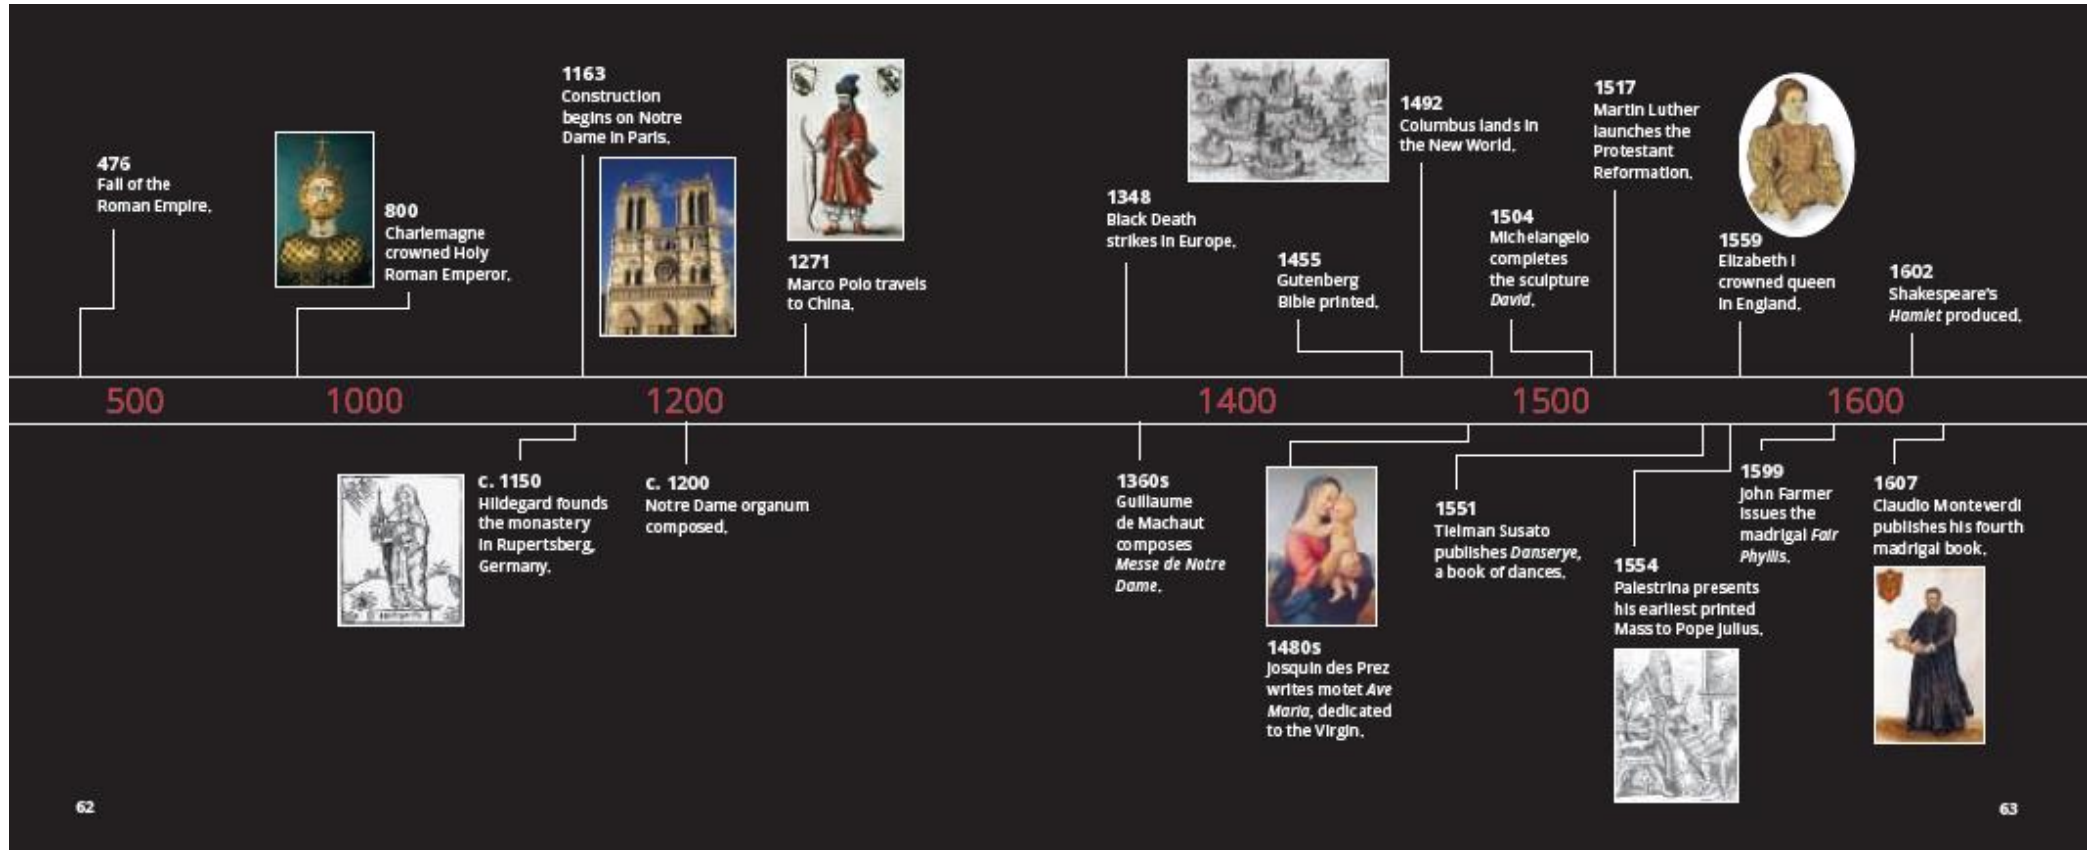 476
Fall of the
Roman Empire.
800
Charlemagne
crowned Holy
Roman Emperor.
1163
Construction
begins on Notre
Dame in Paris.
1271
Marco Polo travels
to China.
1348
Black Death
strikes in Europe.
1455
Gutenberg
Bible printed.
1492
Columbus lands in
the New World.
1504
Michelangelo
completes
the sculpture
David.
1517
Martin Luther
launches the
Protestant
Reformation.
1559
Elizabeth I
crowned queen
in England.
1602
Shakespeare's
Hamlet produced.
500
1000
1200
1400
1500
1600
c. 1150
Hildegard founds
the monastery
in Rupertsberg,
Germany.
c. 1200
Notre Dame organum
composed.
1360s
Guillaume
de Machaut
composes
Messe de Notre
Dame.
1480s
Josquin des Prez
writes motet Ave
Maria, dedicated
to the Virgin.
1551
Tielman Susato
publishes Danserye,
a book of dances.
1554
Palestrina presents
his earliest printed
Mass to Pope Julius.
1599
John Farmer
issues the
madrigal Fair
Phyllis.
1607
Claudio Monteverdi
publishes his fourth
madrigal book.
62
63